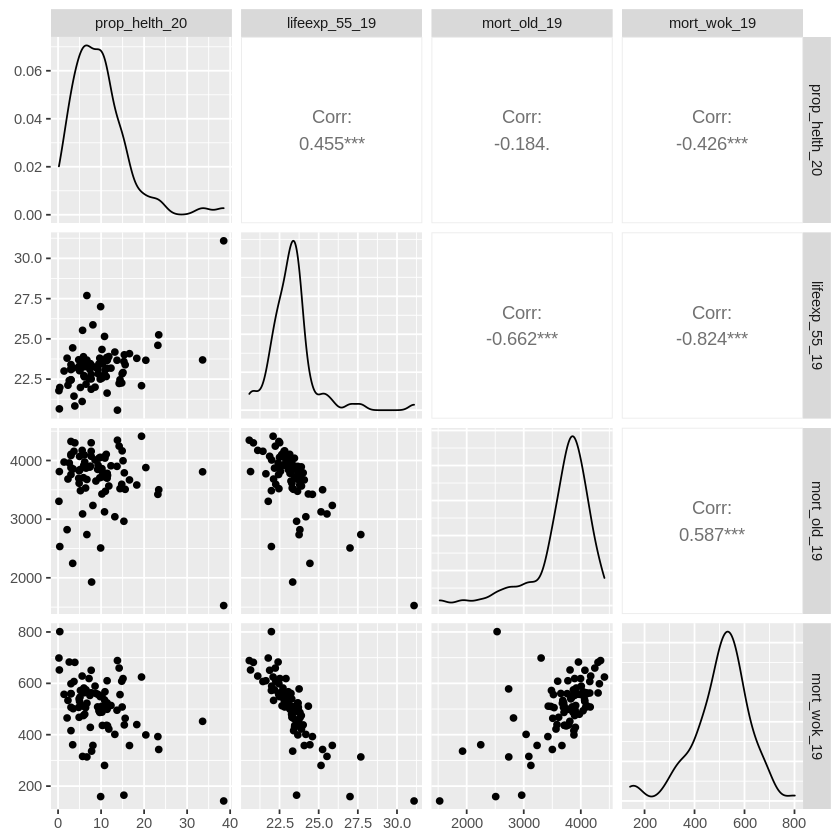 prop_helth_20 lifeexp_55_19 mort_old_19 mort_wok_19
0.06
0.04
0.02
0.00
Corr:
0.455***
Corr:
-0.184.
Corr:
-0.426***
prop_helth_20
30.0
27.5
25.0
22.5
Corr:
-0.662***
Corr:
-0.824***
lifeexp_55_19
4000
3000
2000
Corr:
0.587***
mort_old_19
800
600
400
200
mort_wok_19
0 10 20 30 40 22.5 25.0 27.5 30.0 2000 3000 4000 200 400 600 800